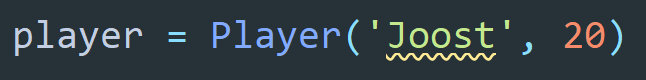 player = Player('Joost', 20)